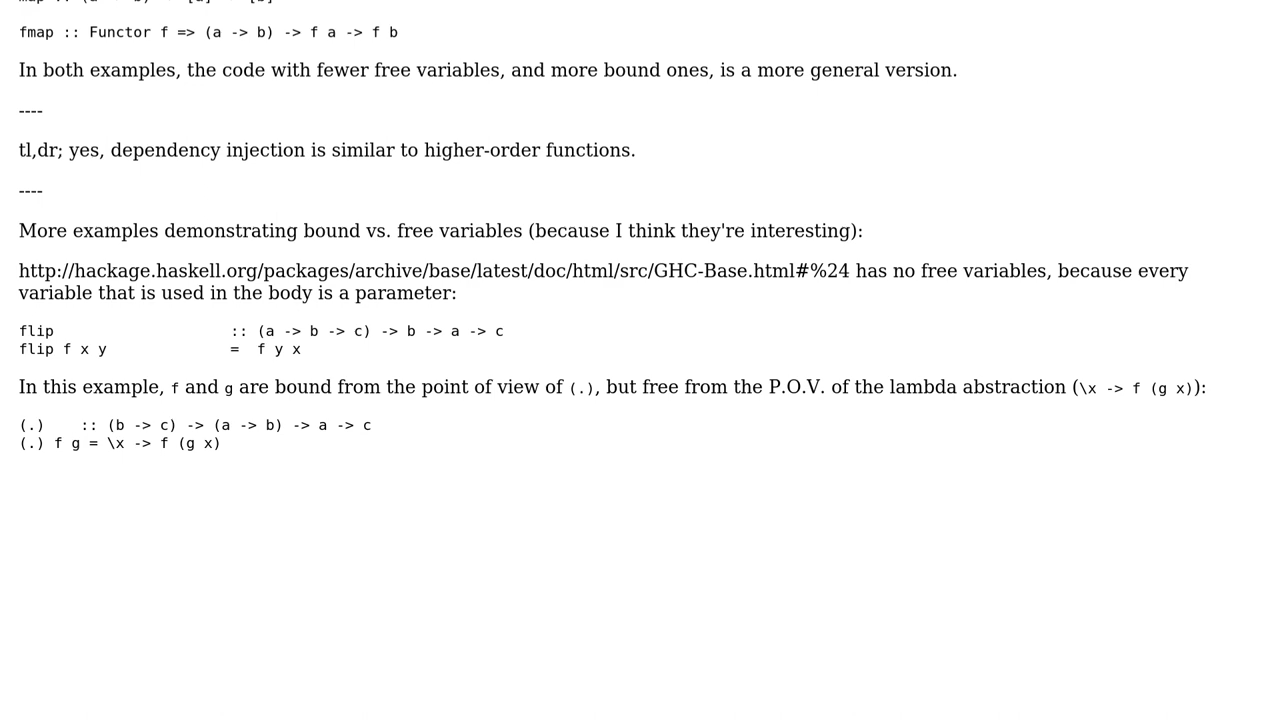 fmap :: Functor f => (a -> b) -> f a -> f b
In both examples, the code with fewer free variables, and more bound ones, is a more general version.
----
tl,dr; yes, dependency injection is similar to higher-order functions.
----
More examples demonstrating bound vs. free variables (because I think they're interesting):
http://hackage.haskell.org/packages/archive/base/latest/doc/html/src/GHC-Base.html#%24 has no free variables, because every
variable that is used in the body is a parameter:
flip                    :: (a -> b -> c) -> b -> a -> c
flip f x y              =  f y x
In this example, f and g are bound from the point of view of (.), but free from the P.O.V. of the lambda abstraction (\x -> f (g x)):
(.)    :: (b -> c) -> (a -> b) -> a -> c
(.) f g = \x -> f (g x)